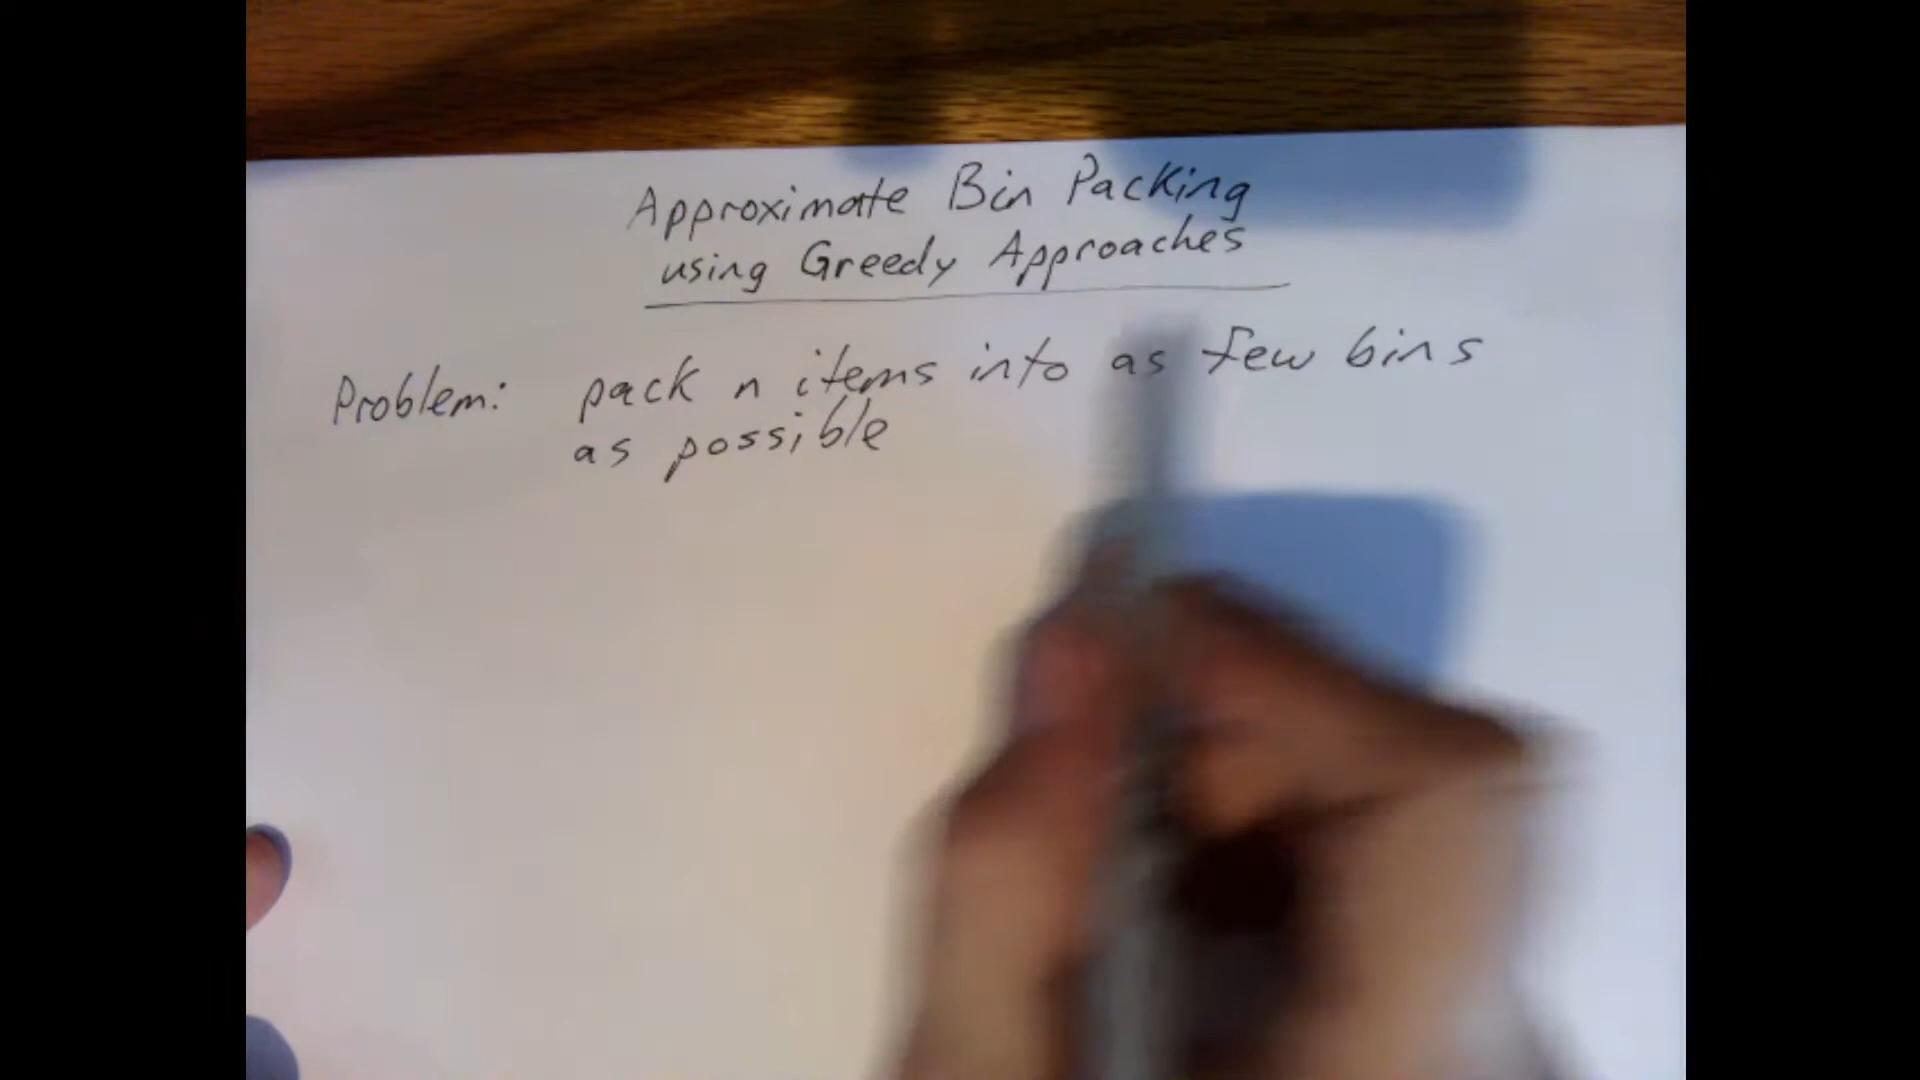 Approximate Bin Packing
using Greedy Approaches
Problem: pack n items into as few bins
as possible